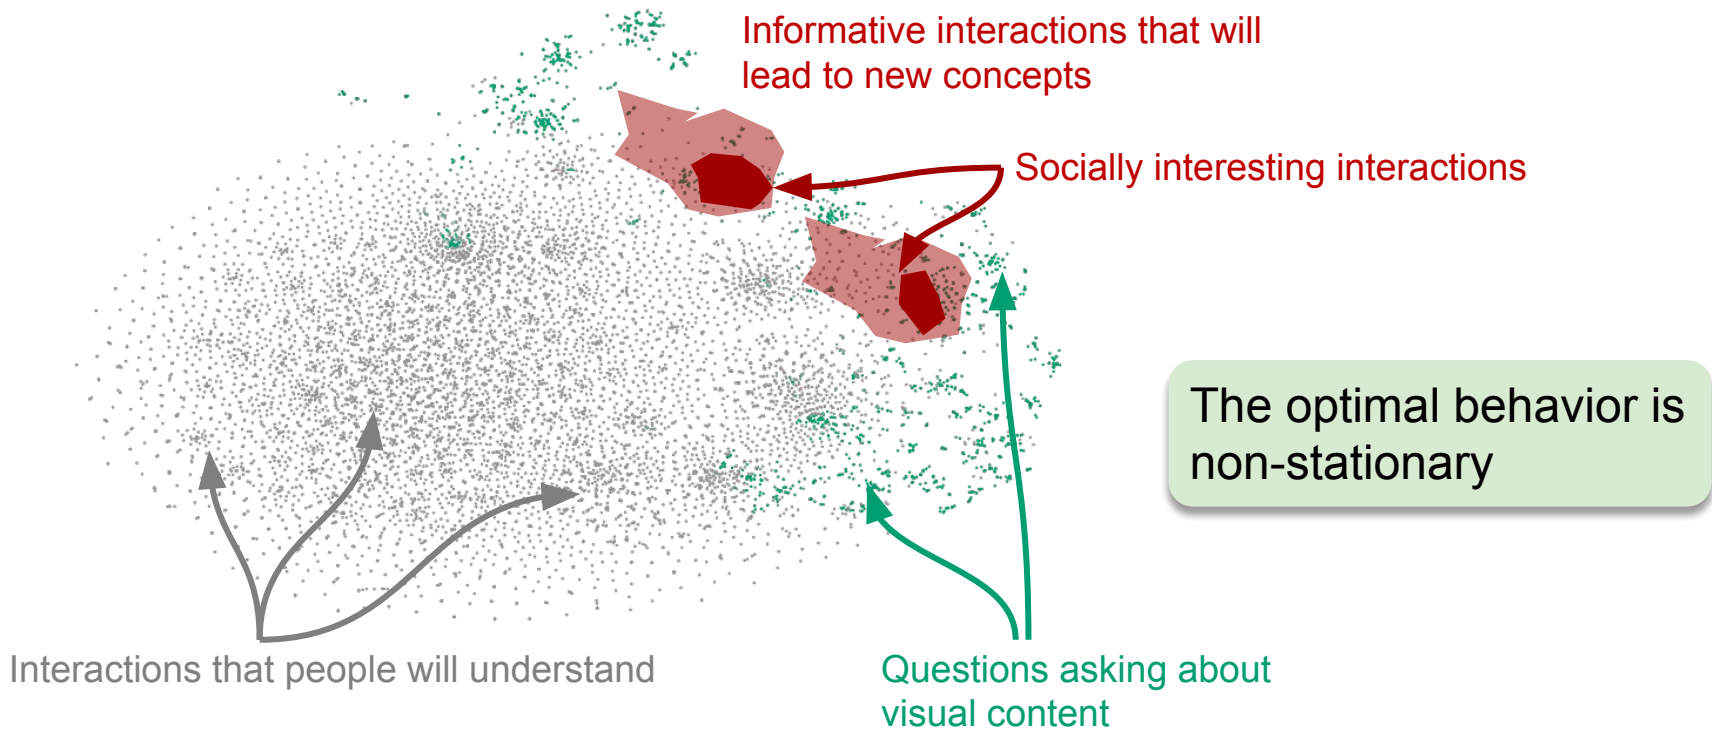 Informative interactions that will
lead to new concepts
Socially interesting interactions
The optimal behavior is
non-stationary
Interactions that people will understand
Questions asking about
visual content